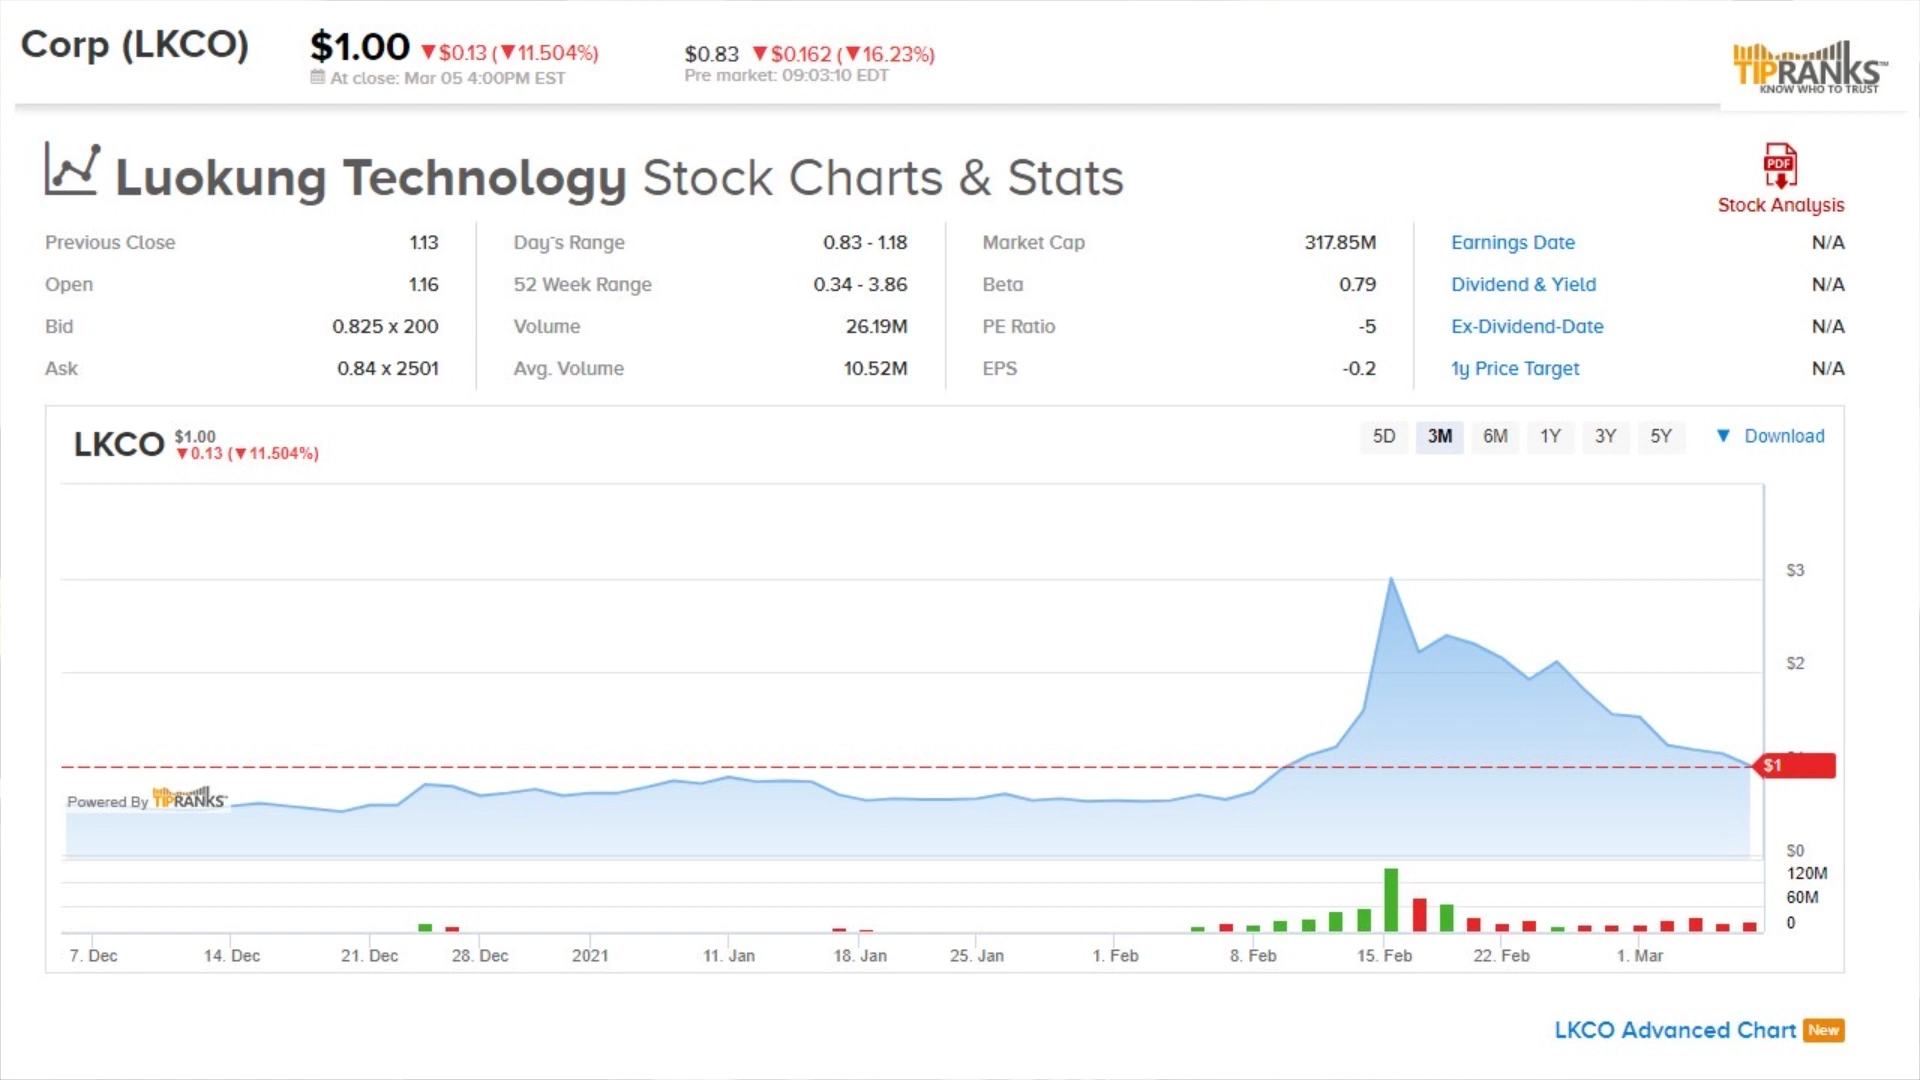 Corp (LKCO)
$1.00 ▼$0.13 (▼11.504%)
At close: Mar 05 4:00PM EST
$0.83 ▼$0.162 (▼16.23%)
Pre market: 09:03:10 EDT
TIPRANKS™
KNOW WHO TO TRUST
Luokung Technology Stock Charts & Stats
PDF
Stock Analysis
Previous Close 1.13
Open 1.16
Bid 0.825 x 200
Ask 0.84 x 2501
Day's Range 0.83 - 1.18
52 Week Range 0.34 - 3.86
Volume 26.19M
Avg. Volume 10.52M
Market Cap 317.85M
Beta 0.79
PE Ratio -5
EPS -0.2
Earnings Date N/A
Dividend & Yield N/A
Ex-Dividend-Date N/A
1y Price Target N/A
LKCO $1.00
▼0.13 (▼11.504%)
5D 3M 6M 1Y 3Y 5Y ▼ Download
$3
$2
$1
$0
120M
60M
0
Powered By TIPRANKS™
7. Dec 14. Dec 21. Dec 28. Dec 2021 11. Jan 18. Jan 25. Jan 1. Feb 8. Feb 15. Feb 22. Feb 1. Mar
LKCO Advanced Chart New